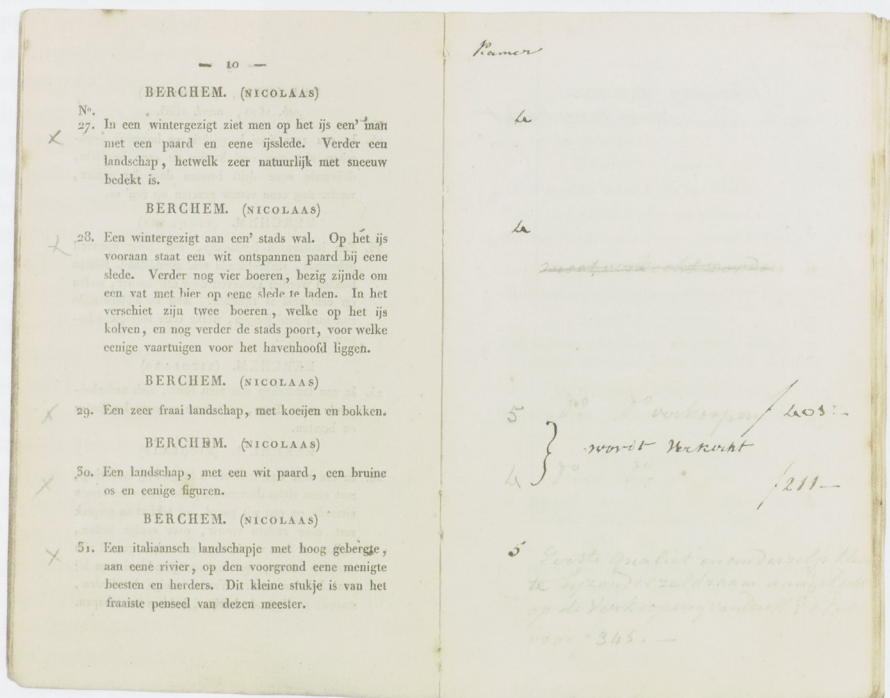 — 10 —
BERCHEM. (NICOLAAS)
No.
27. In een wintergezigt ziet men op het ijs een' man
met een paard en eene ijsslede. Verder een
landschap, hetwelk zeer natuurlijk met sneeuw
bedekt is.
BERCHEM. (NICOLAAS)
28. Een wintergezigt aan een' stads wal. Op het ijs
vooraan staat een wit ontspannen paard bij eene
slede. Verder nog vier boeren, bezig zijnde om
een vat met bier op eene slede te laden. In het
verschiet zijn twee boeren, welke op het ijs
kolven, en nog verder de stads poort, voor welke
eenige vaartuigen voor het havenhoofd liggen.
BERCHEM. (NICOLAAS)
29. Een zeer fraai landschap, met koeijen en bokken.
BERCHEM. (NICOLAAS)
30. Een landschap, met een wit paard, een bruine
os en eenige figuren.
BERCHEM. (NICOLAAS)
31. Een italiaansch landschapje met hoog gebergte,
aan eene rivier, op den voorgrond eene menigte
beesten en herders. Dit kleine stukje is van het
fraaiste penseel van dezen meester.
Kamer
5 verkoopen
wordt Verkocht
f 211 —
5 Eerste
op de Verkooping
voor 345. —